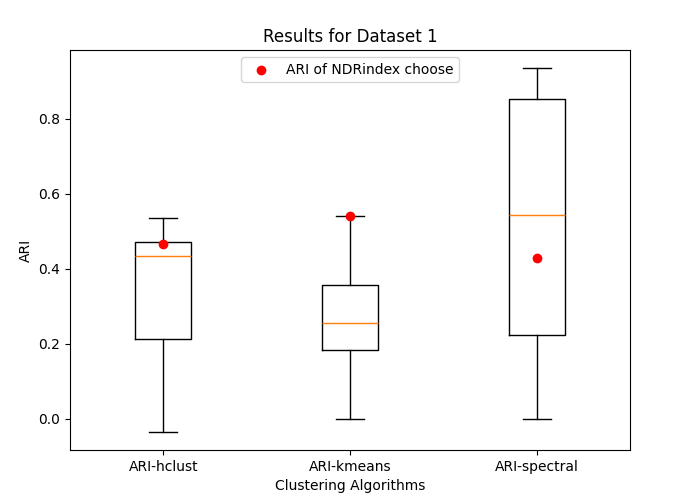 Results for Dataset 1
ARI of NDRindex choose
ARI
0.8
0.6
0.4
0.2
0.0
ARI-hclust
ARI-kmeans
ARI-spectral
Clustering Algorithms